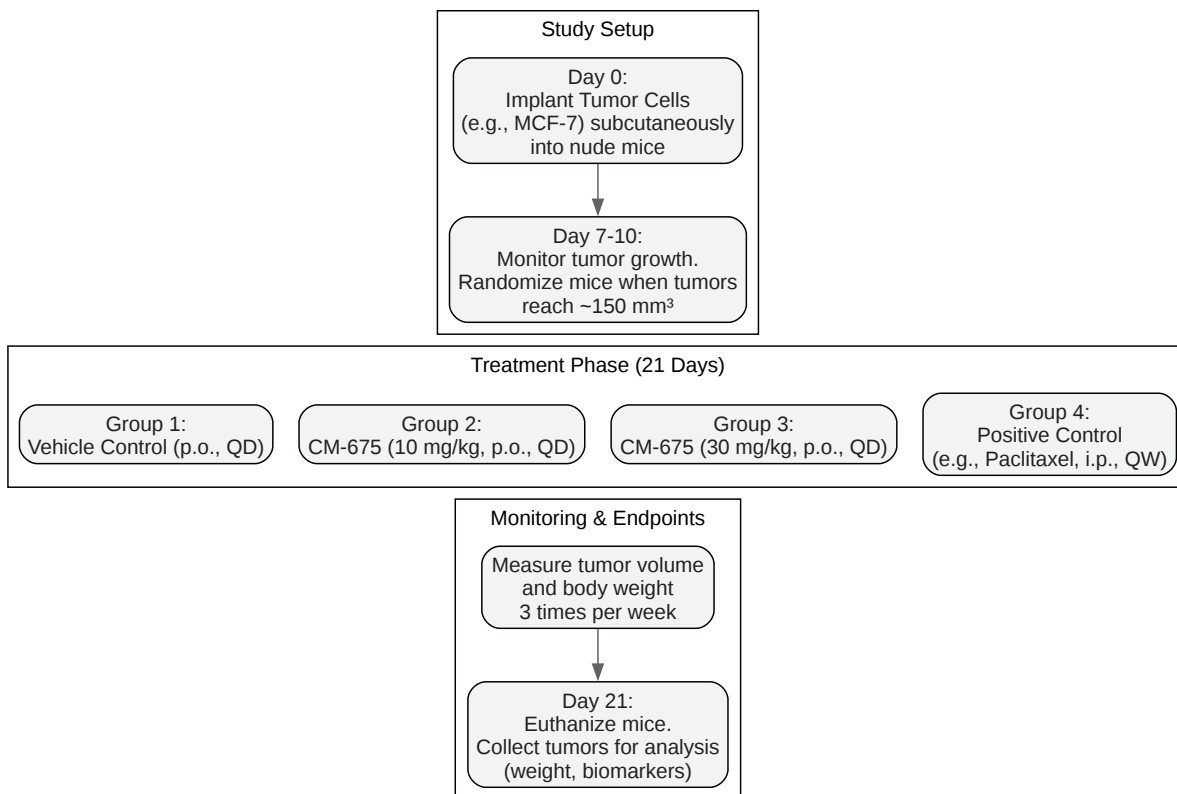 Study Setup
Day 0:
Implant Tumor Cells
(e.g., MCF-7) subcutaneously
into nude mice
Day 7-10:
Monitor tumor growth.
Randomize mice when tumors
reach ~150 mm³
Treatment Phase (21 Days)
Group 1:
Vehicle Control (p.o., QD)
Group 2:
CM-675 (10 mg/kg, p.o., QD)
Group 3:
CM-675 (30 mg/kg, p.o., QD)
Group 4:
Positive Control
(e.g., Paclitaxel, i.p., QW)
Monitoring & Endpoints
Measure tumor volume
and body weight
3 times per week
Day 21:
Euthanize mice.
Collect tumors for analysis
(weight, biomarkers)